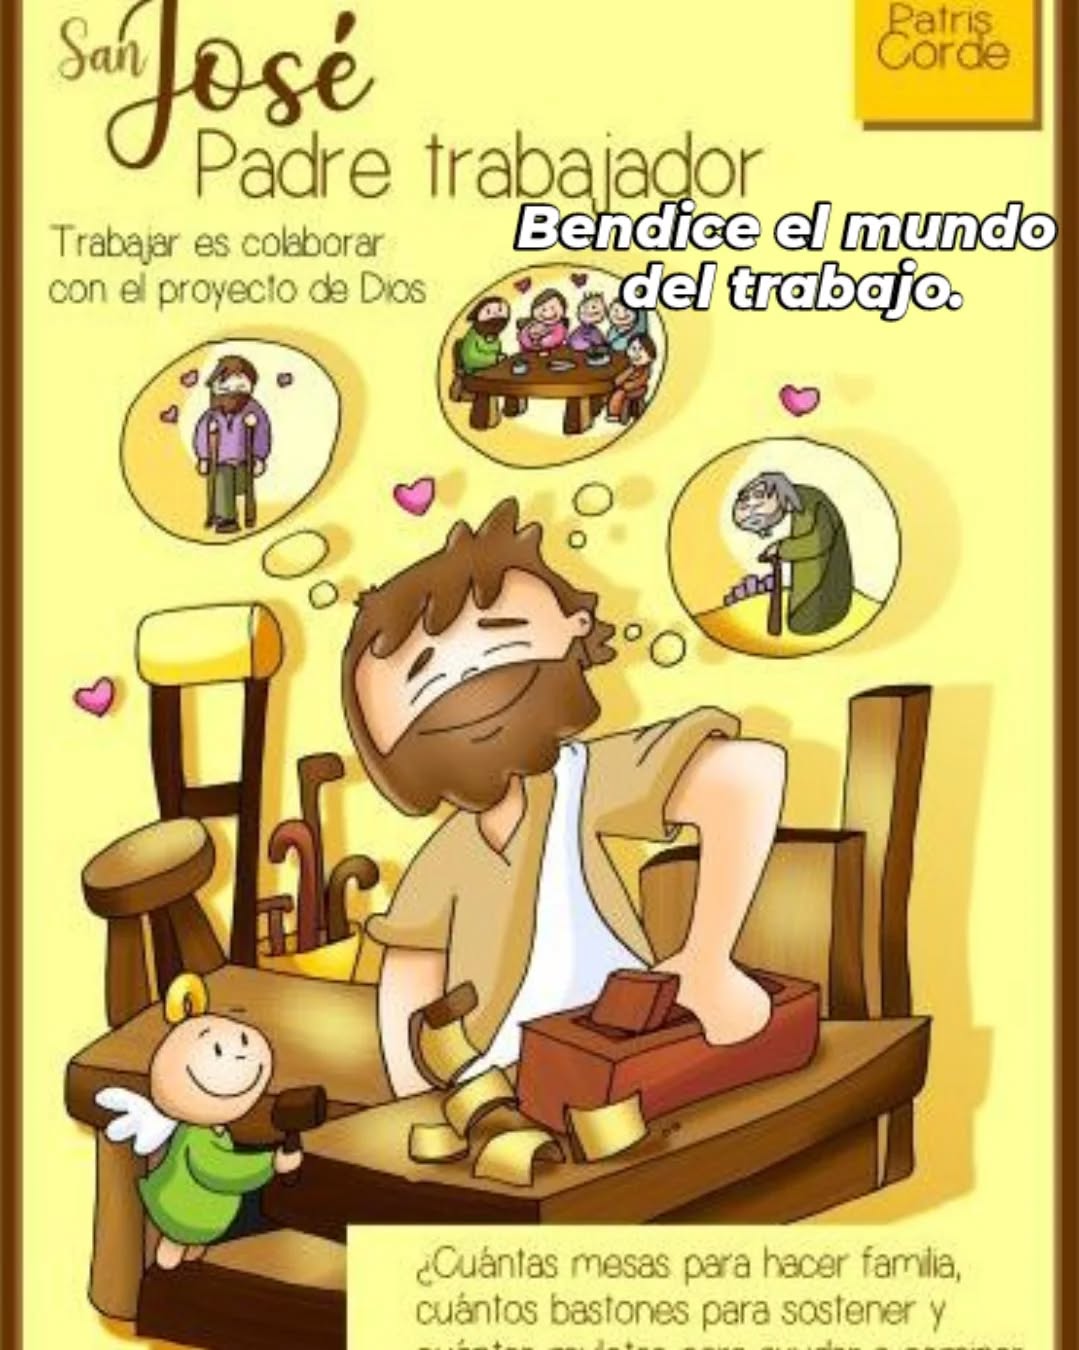 San José
Padre trabajador
Patris
Corde
Trabajar es colaborar
con el proyecto de Dios
Bendice el mundo
del trabajo.
¿Cuántas mesas para hacer familia,
cuántos bastones para sostener y